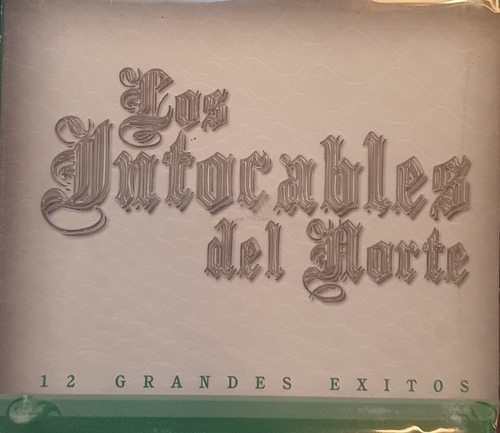 Los
Intocables
del Norte
12 GRANDES EXITOS